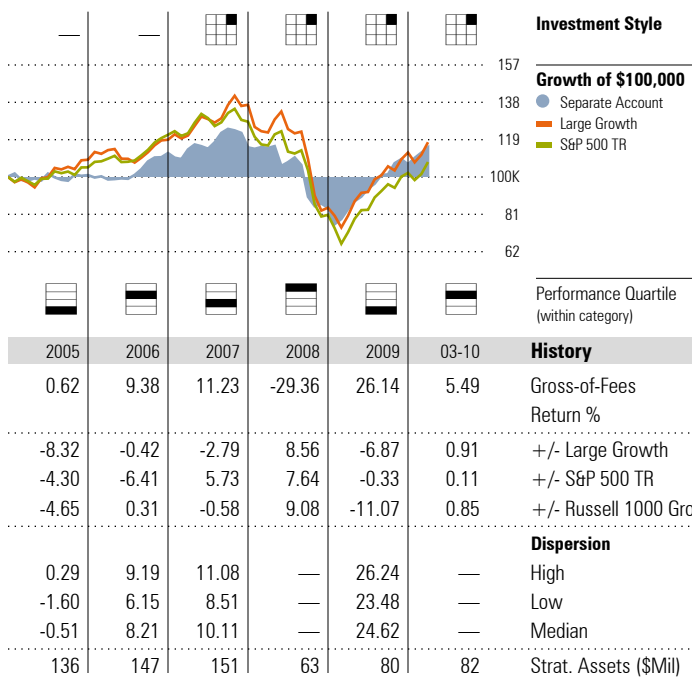 — — Investment Style
157
Growth of $100,000
138 Separate Account
119 Large Growth
S&P 500 TR
100K
81
62
Performance Quartile
(within category)
2005 2006 2007 2008 2009 03-10 History
0.62 9.38 11.23 -29.36 26.14 5.49 Gross-of-Fees
Return %
-8.32 -0.42 -2.79 8.56 -6.87 0.91 +/- Large Growth
-4.30 -6.41 5.73 7.64 -0.33 0.11 +/- S&P 500 TR
-4.65 0.31 -0.58 9.08 -11.07 0.85 +/- Russell 1000 Gro
Dispersion
0.29 9.19 11.08 — 26.24 — High
-1.60 6.15 8.51 — 23.48 — Low
-0.51 8.21 10.11 — 24.62 — Median
136 147 151 63 80 82 Strat. Assets ($Mil)